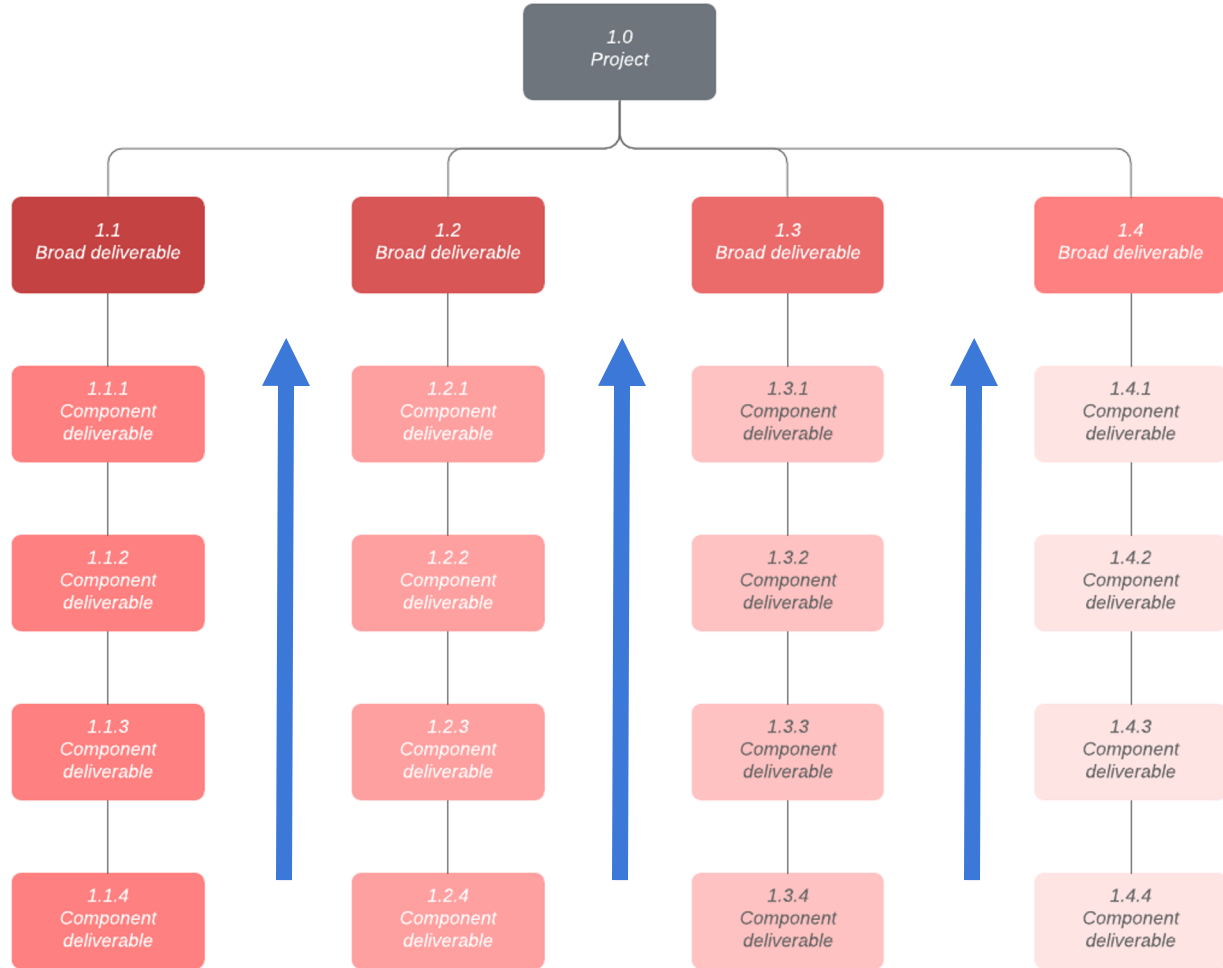 1.0
Project
1.1
Broad deliverable
1.2
Broad deliverable
1.3
Broad deliverable
1.4
Broad deliverable
1.1.1
Component
deliverable
1.2.1
Component
deliverable
1.3.1
Component
deliverable
1.4.1
Component
deliverable
1.1.2
Component
deliverable
1.2.2
Component
deliverable
1.3.2
Component
deliverable
1.4.2
Component
deliverable
1.1.3
Component
deliverable
1.2.3
Component
deliverable
1.3.3
Component
deliverable
1.4.3
Component
deliverable
1.1.4
Component
deliverable
1.2.4
Component
deliverable
1.3.4
Component
deliverable
1.4.4
Component
deliverable